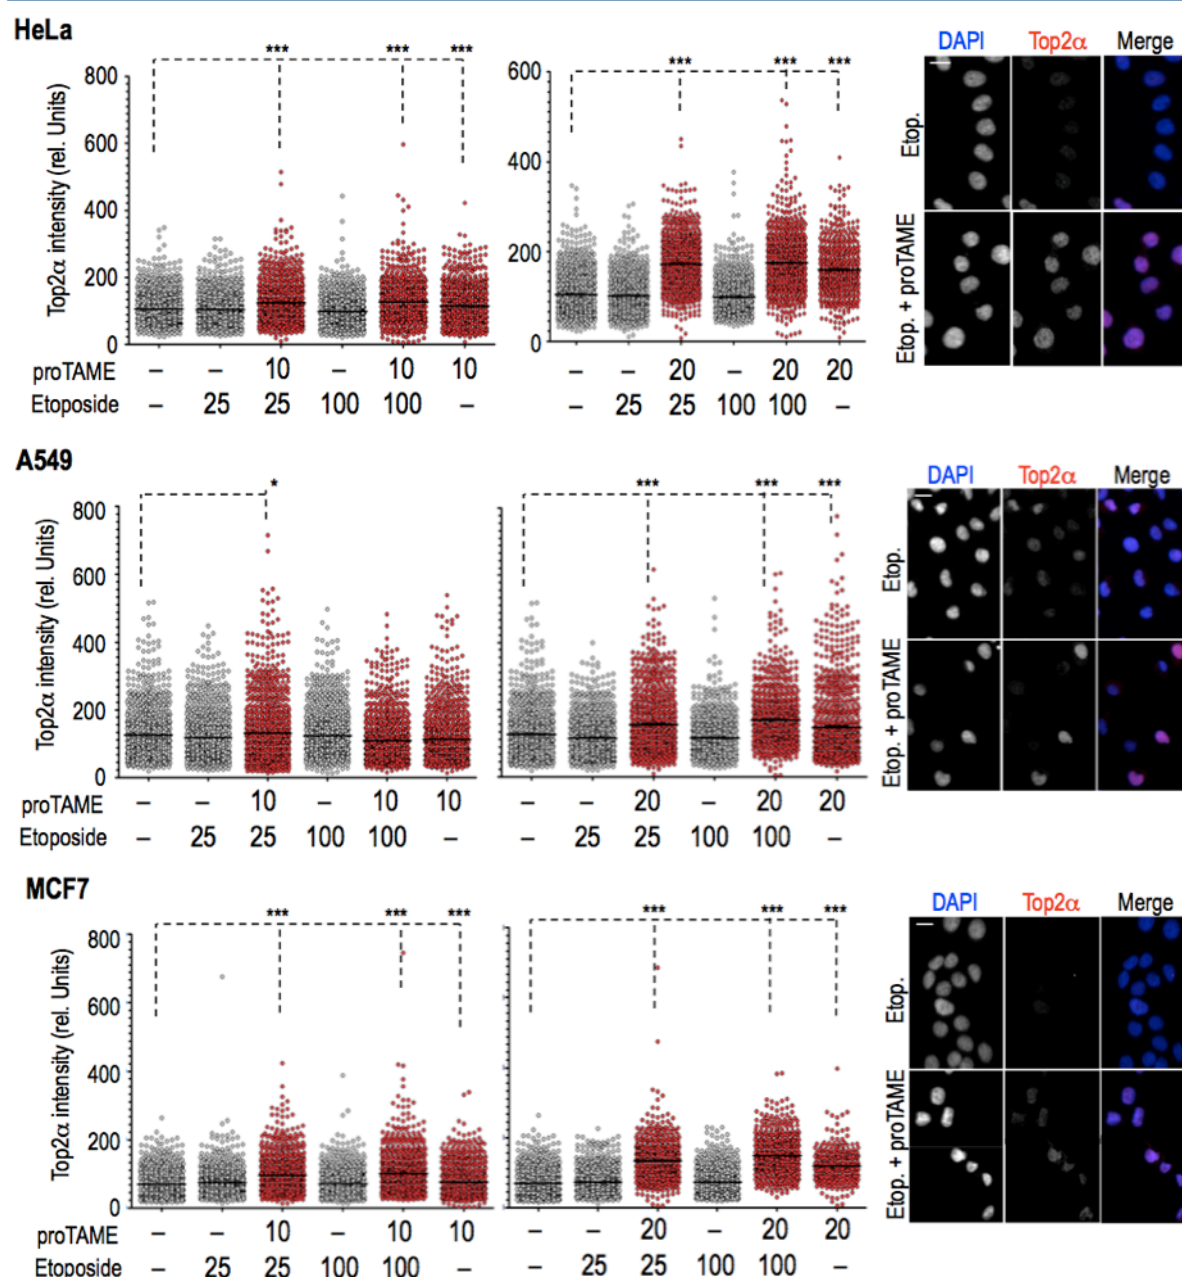 HeLa
*** *** ***
800
600
400
200
0
Top2α intensity (rel. Units)
proTAME – – 10 – 10 10
Etoposide – 25 25 100 100 –
*** *** ***
600
400
200
0
– – 20 – 20 20
– 25 25 100 100 –
DAPI Top2α Merge
Etop.
Etop. + proTAME
A549
*
800
600
400
200
0
Top2α intensity (rel. Units)
proTAME – – 10 – 10 10
Etoposide – 25 25 100 100 –
*** *** ***
– – 20 – 20 20
– 25 25 100 100 –
DAPI Top2α Merge
Etop.
Etop. + proTAME
MCF7
*** *** ***
800
600
400
200
0
Top2α intensity (rel. Units)
proTAME – – 10 – 10 10
Etoposide – 25 25 100 100 –
*** *** ***
– – 20 – 20 20
– 25 25 100 100 –
DAPI Top2α Merge
Etop.
Etop. + proTAME